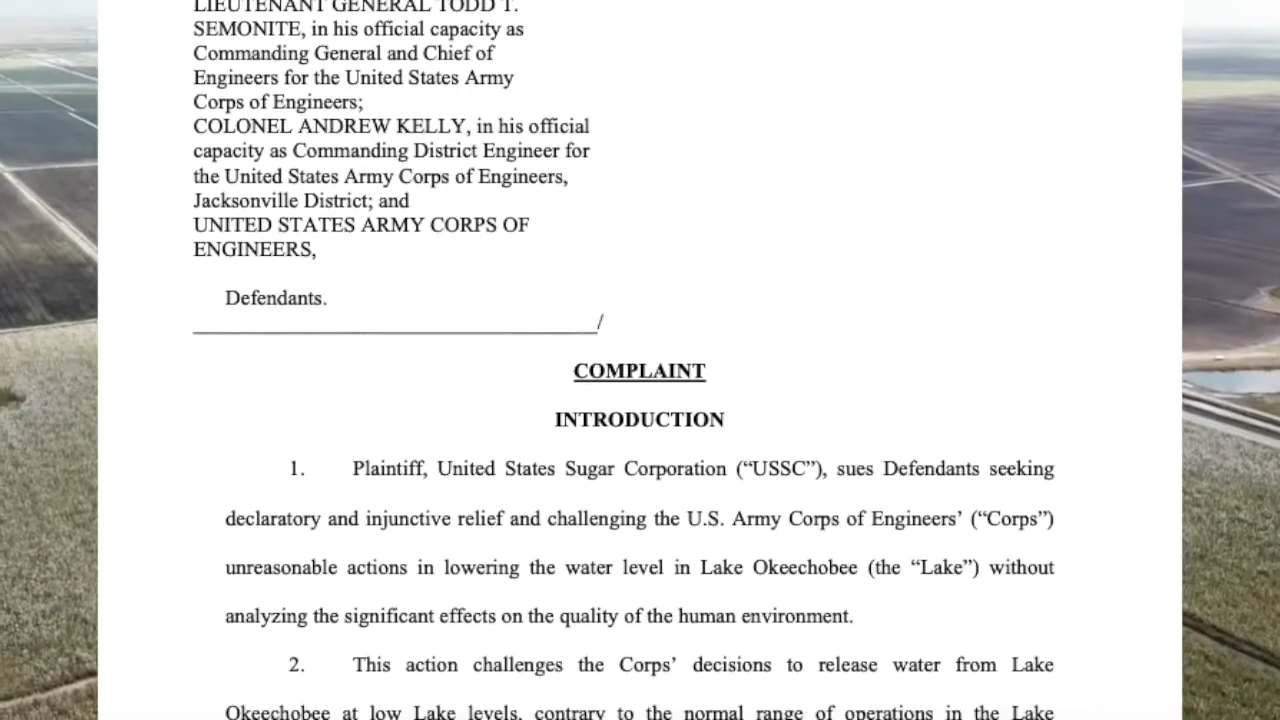 LIEUTENANT GENERAL TODD T.
SEMONITE, in his official capacity as
Commanding General and Chief of
Engineers for the United States Army
Corps of Engineers;
COLONEL ANDREW KELLY, in his official
capacity as Commanding District Engineer for
the United States Army Corps of Engineers,
Jacksonville District; and
UNITED STATES ARMY CORPS OF
ENGINEERS,
Defendants.
/
COMPLAINT
INTRODUCTION
1. Plaintiff, United States Sugar Corporation (“USSC”), sues Defendants seeking
declaratory and injunctive relief and challenging the U.S. Army Corps of Engineers’ (“Corps”)
unreasonable actions in lowering the water level in Lake Okeechobee (the “Lake”) without
analyzing the significant effects on the quality of the human environment.
2. This action challenges the Corps’ decisions to release water from Lake
Okeechobee at low Lake levels, contrary to the normal range of operations in the Lake